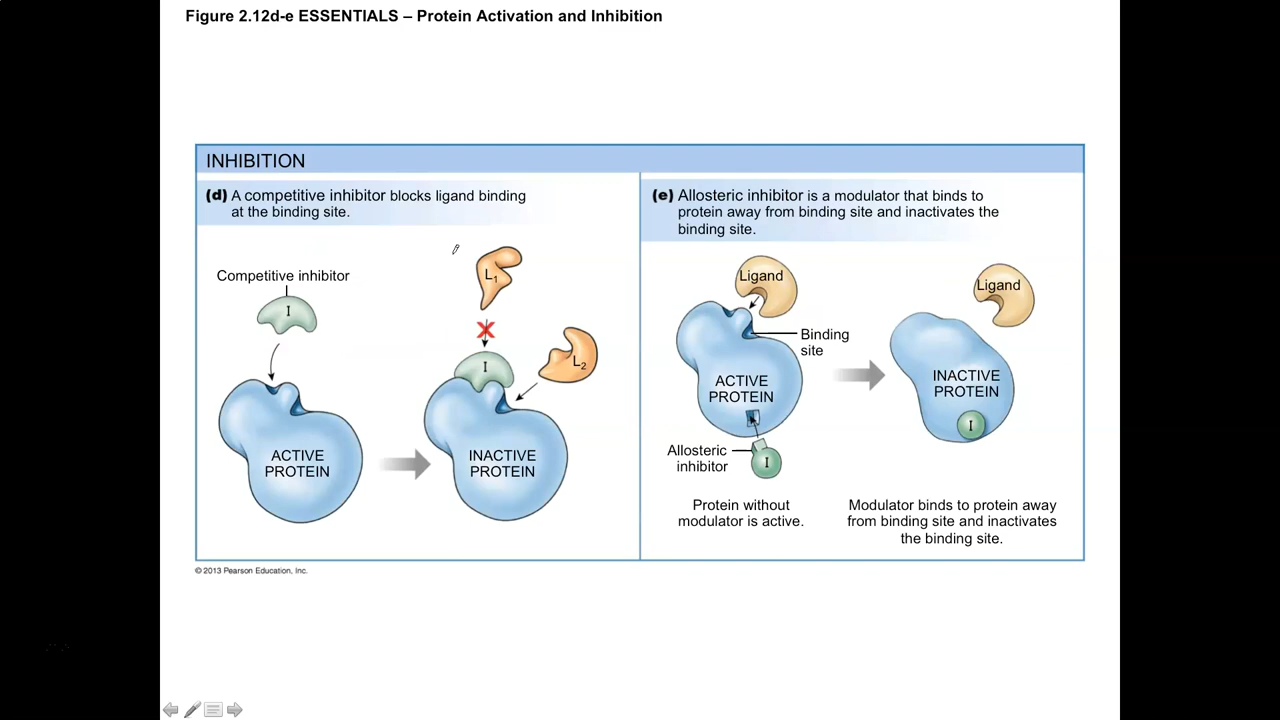 Figure 2.12d-e ESSENTIALS – Protein Activation and Inhibition
INHIBITION
(d) A competitive inhibitor blocks ligand binding
at the binding site.
Competitive inhibitor
I
L1
I
L2
ACTIVE
PROTEIN
INACTIVE
PROTEIN
(e) Allosteric inhibitor is a modulator that binds to
protein away from binding site and inactivates the
binding site.
Ligand
Binding
site
ACTIVE
PROTEIN
Allosteric
inhibitor
I
Protein without
modulator is active.
Ligand
INACTIVE
PROTEIN
I
Modulator binds to protein away
from binding site and inactivates
the binding site.
© 2013 Pearson Education, Inc.